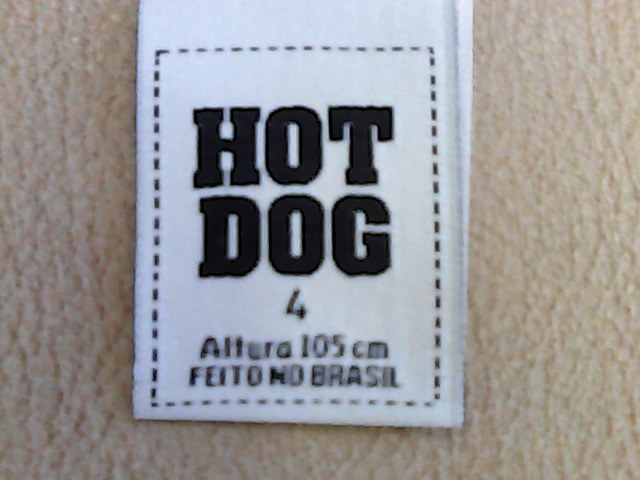 HOT
DOG
4
Altura 105 cm
FEITO NO BRASIL